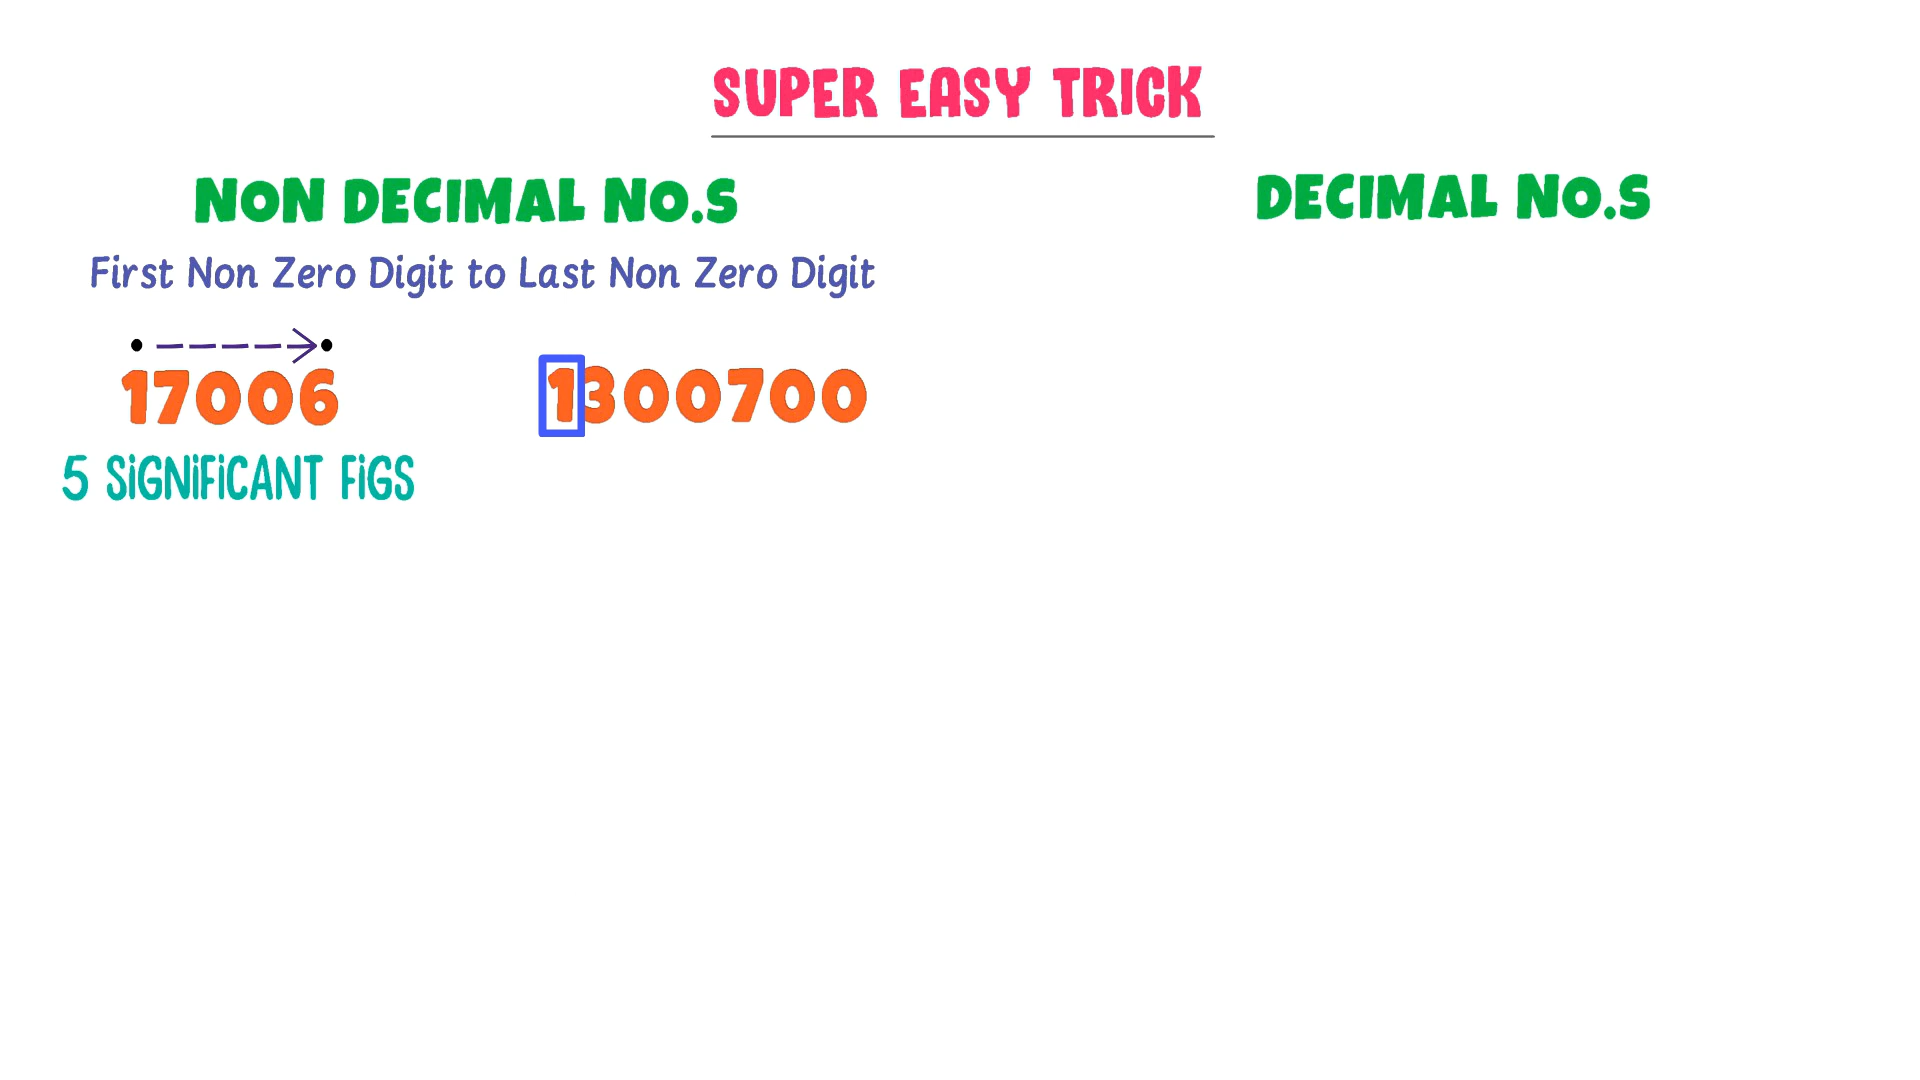 SUPER EASY TRICK
NON DECIMAL NO.S
First Non Zero Digit to Last Non Zero Digit
17006
5 SiGNiFiCANT FiGS
1300700
DECIMAL NO.S